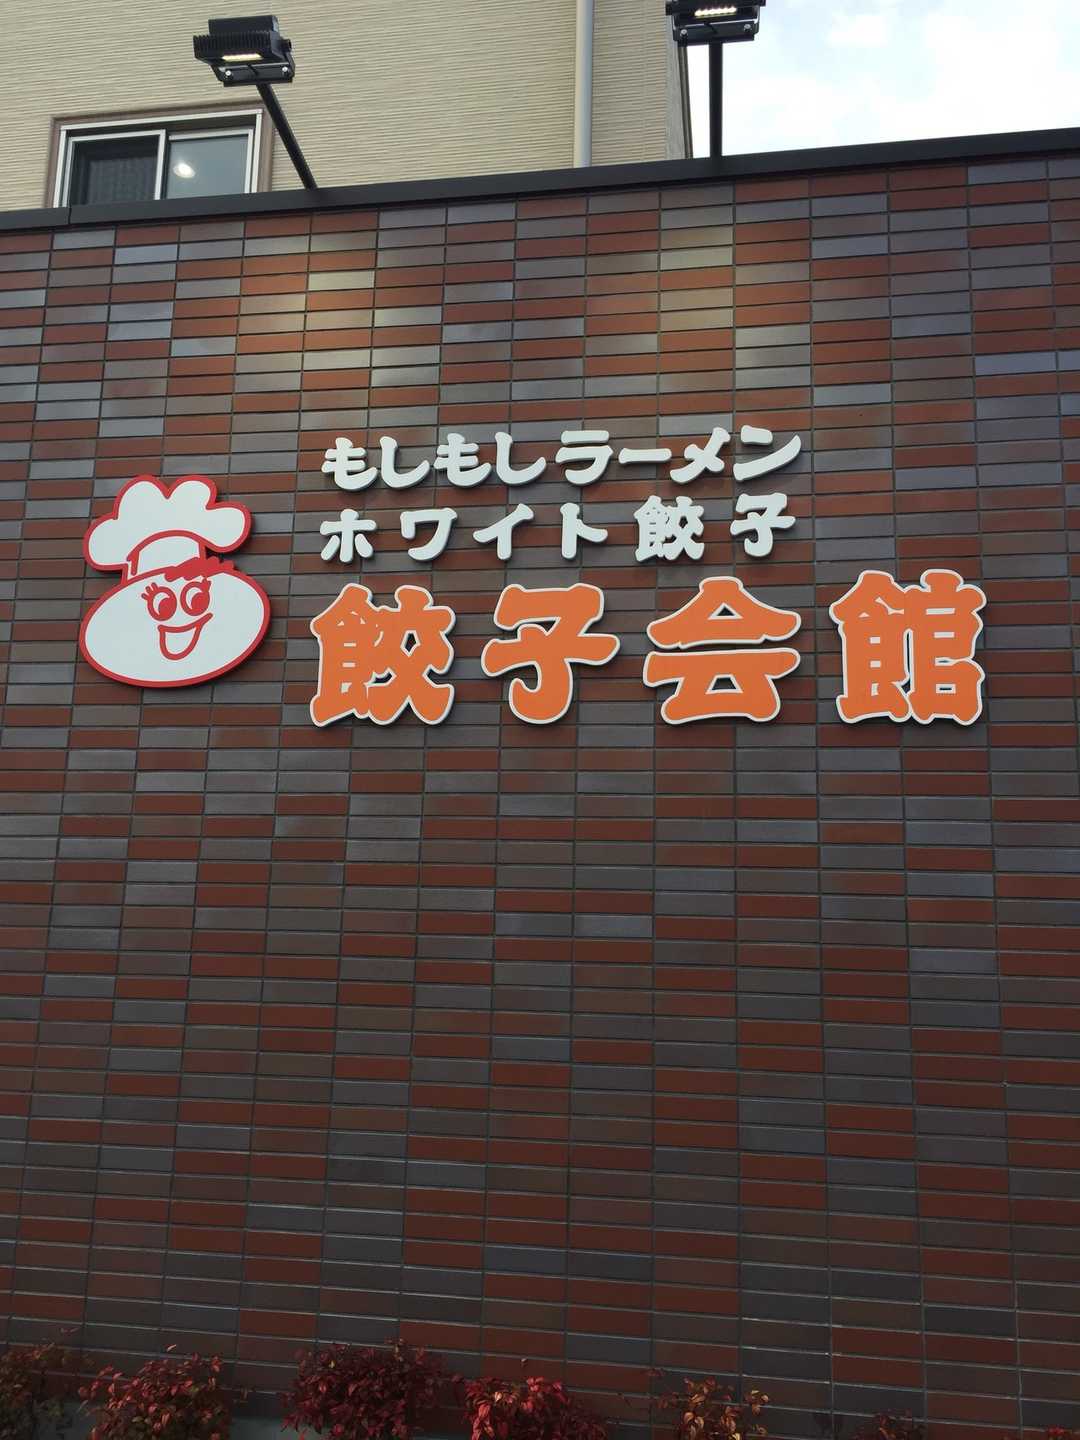 もしもしラーメン
ホワイト餃子
餃子会館